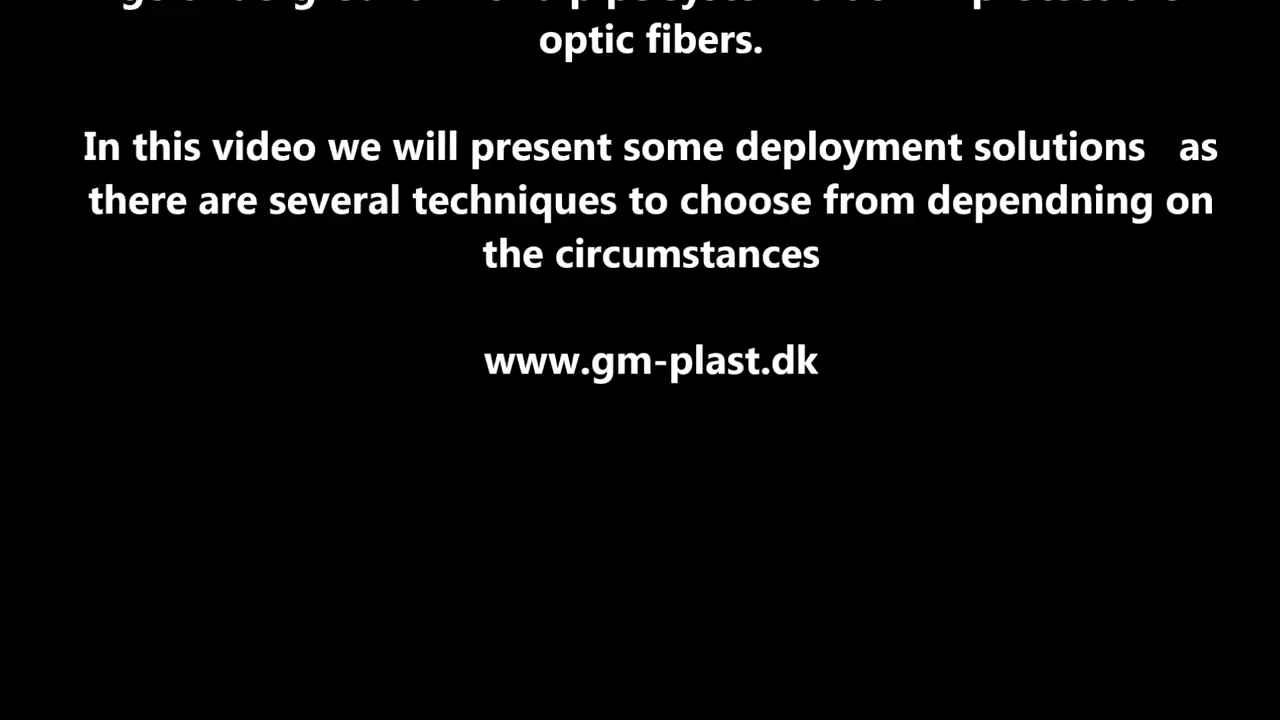 optic fibers.
In this video we will present some deployment solutions as
there are several techniques to choose from dependning on
the circumstances
www.gm-plast.dk